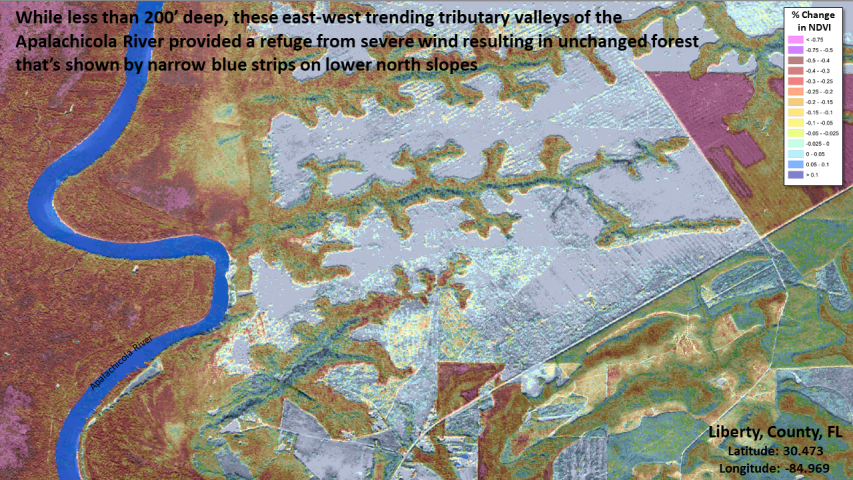 While less than 200' deep, these east-west trending tributary valleys of the
Apalachicola River provided a refuge from severe wind resulting in unchanged forest
that's shown by narrow blue strips on lower north slopes
% Change
in NDVI
< -0.75
-0.75 - -0.5
-0.5 - -0.4
-0.4 - -0.3
-0.3 - -0.25
-0.25 - -0.2
-0.2 - -0.15
-0.15 - -0.1
-0.1 - -0.05
-0.05 - -0.025
-0.025 - 0
0 - 0.05
0.05 - 0.1
> 0.1
Apalachicola River
Liberty, County, FL
Latitude: 30.473
Longitude: -84.969